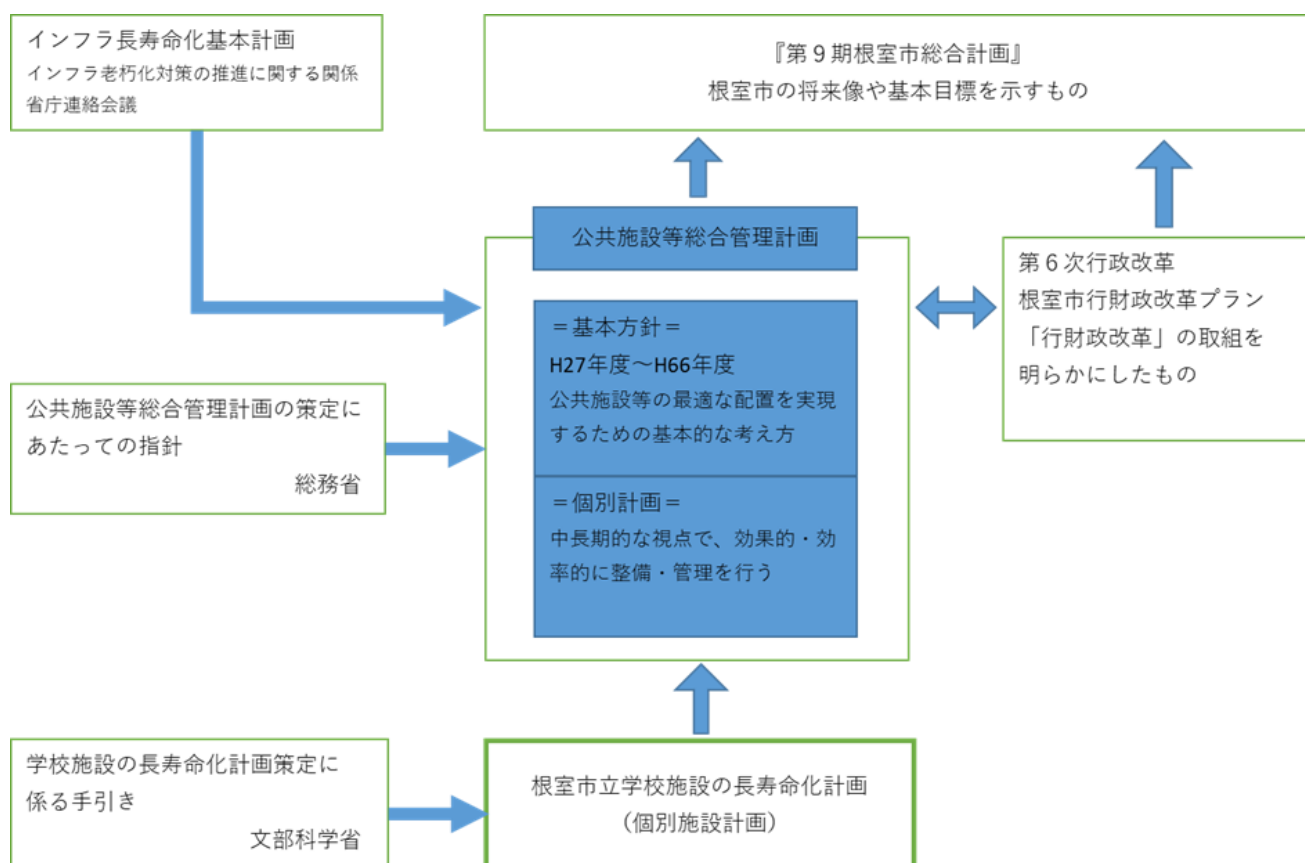 インフラ長寿命化基本計画
インフラ老朽化対策の推進に関する関係
省庁連絡会議
『第９期根室市総合計画』
根室市の将来像や基本目標を示すもの
公共施設等総合管理計画
＝基本方針＝
H27年度～H66年度
公共施設等の最適な配置を実現
するための基本的な考え方
＝個別計画＝
中長期的な視点で、効果的・効
率的に整備・管理を行う
第６次行政改革
根室市行財政改革プラン
「行財政改革」の取組を
明らかにしたもの
公共施設等総合管理計画の策定に
あたっての指針
総務省
学校施設の長寿命化計画策定に
係る手引き
文部科学省
根室市立学校施設の長寿命化計画
（個別施設計画）